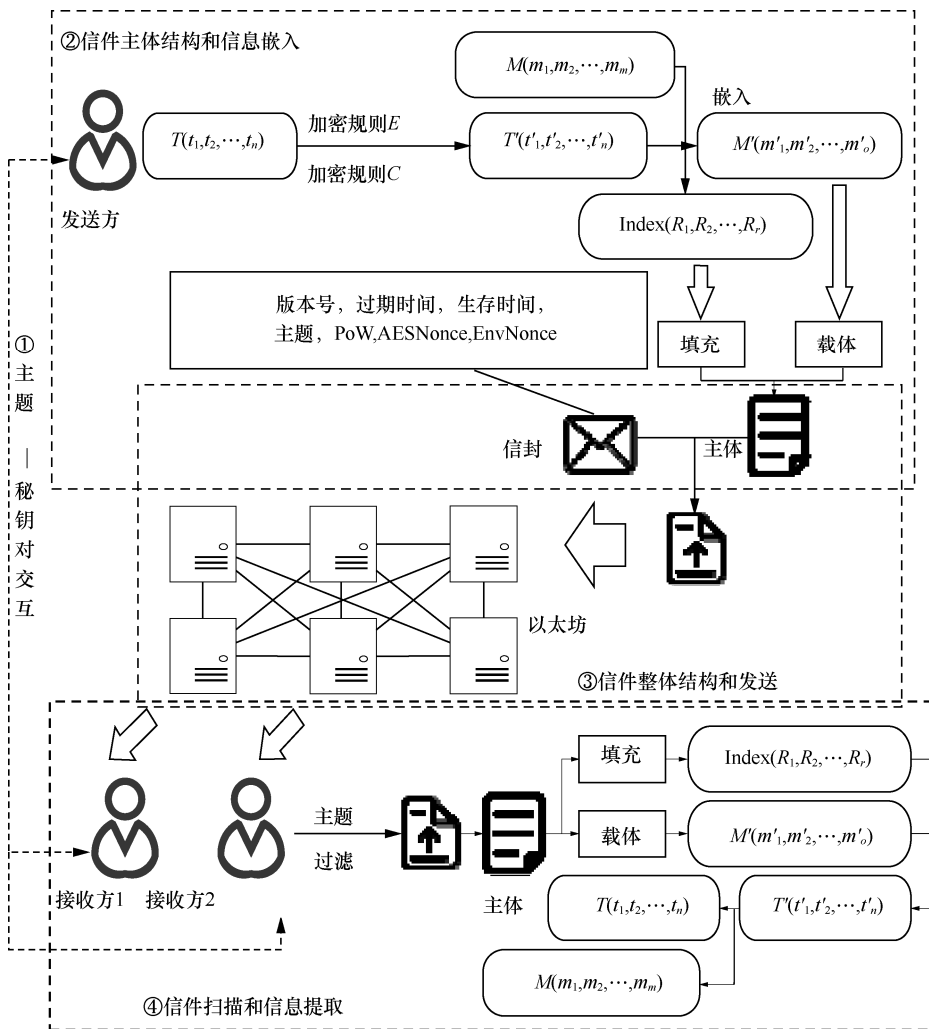 ②信件主体结构和信息嵌入
M(m₁,m₂,⋯,mₘ)
嵌入
T(t₁,t₂,⋯,tₙ)
加密规则E
加密规则C
T′(t′₁,t′₂,⋯,t′ₙ)
M′(m′₁,m′₂,⋯,m′ₒ)
发送方
Index(R₁,R₂,⋯,Rᵣ)
版本号，过期时间，生存时间，
主题，PoW,AESNonce,EnvNonce
填充
载体
①主题—秘钥对交互
信封
主体
以太坊
③信件整体结构和发送
填充
Index(R₁,R₂,⋯,Rᵣ)
主题
过滤
载体
M′(m′₁,m′₂,⋯,m′ₒ)
接收方1
接收方2
主体
T(t₁,t₂,⋯,tₙ)
T′(t′₁,t′₂,⋯,t′ₙ)
M(m₁,m₂,⋯,mₘ)
④信件扫描和信息提取